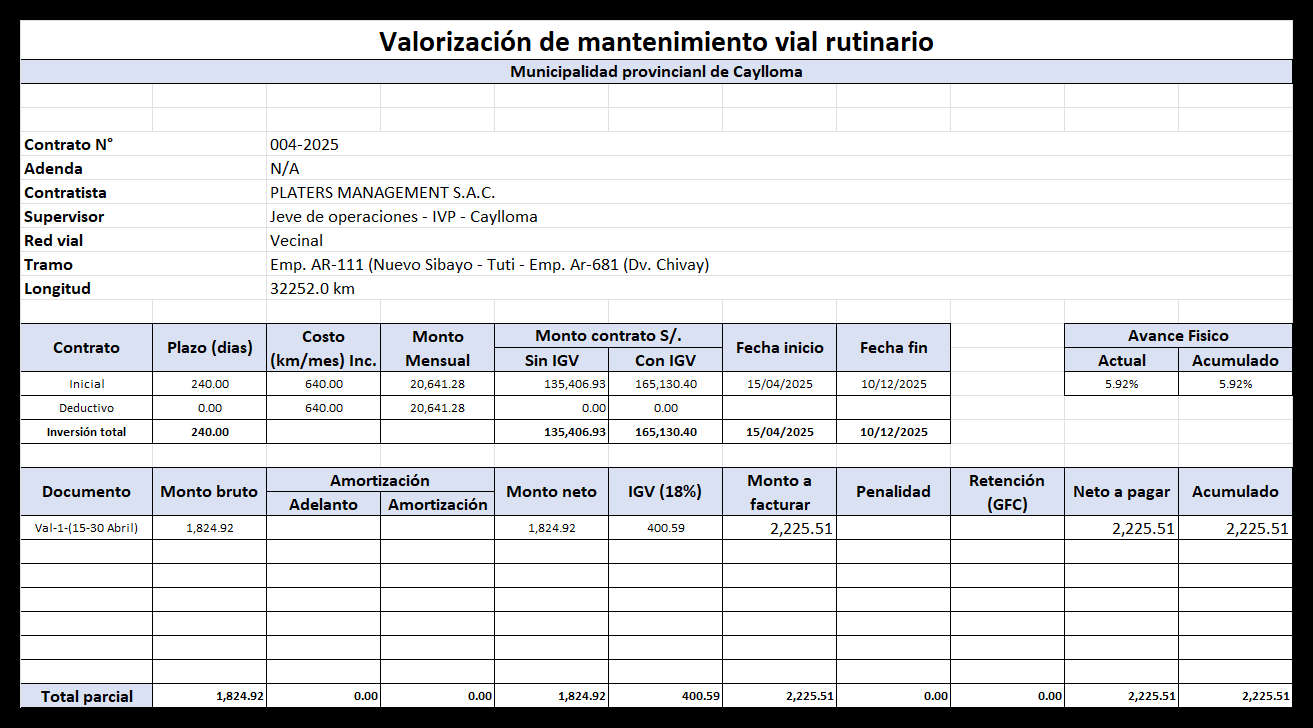 Valorización de mantenimiento vial rutinario
Municipalidad provincianl de Caylloma
Contrato N° 004-2025
Adenda N/A
Contratista PLATERS MANAGEMENT S.A.C.
Supervisor Jeve de operaciones - IVP - Caylloma
Red vial Vecinal
Tramo Emp. AR-111 (Nuevo Sibayo - Tuti - Emp. Ar-681 (Dv. Chivay)
Longitud 32252.0 km
Contrato Plazo (dias) Costo (km/mes) Inc. Monto Mensual Monto contrato S/. Fecha inicio Fecha fin Avance Fisico
Sin IGV Con IGV Actual Acumulado
Inicial 240.00 640.00 20,641.28 135,406.93 165,130.40 15/04/2025 10/12/2025 5.92% 5.92%
Deductivo 0.00 640.00 20,641.28 0.00 0.00
Inversión total 240.00 135,406.93 165,130.40 15/04/2025 10/12/2025
Documento Monto bruto Amortización Monto neto IGV (18%) Monto a facturar Penalidad Retención (GFC) Neto a pagar Acumulado
Adelanto Amortización
Val-1-(15-30 Abril) 1,824.92 1,824.92 400.59 2,225.51 2,225.51 2,225.51
Total parcial 1,824.92 0.00 0.00 1,824.92 400.59 2,225.51 0.00 0.00 2,225.51 2,225.51